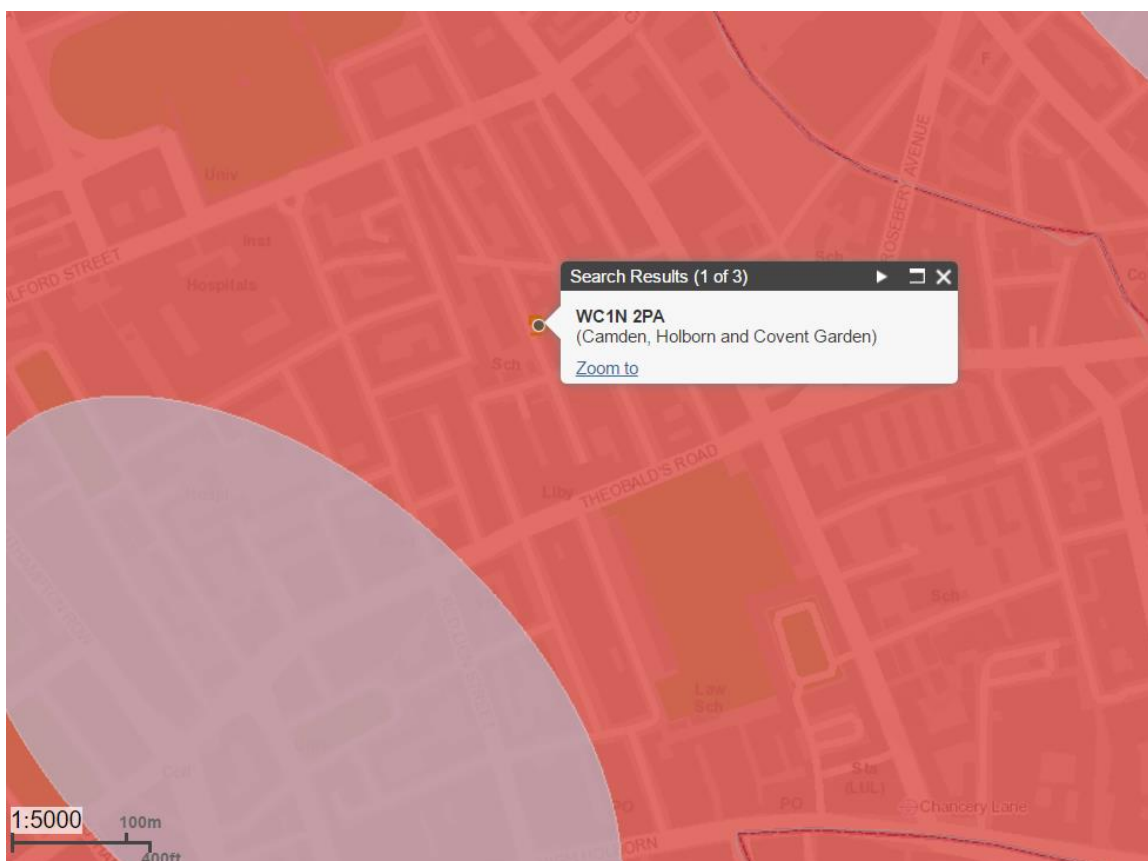 Univ
Inst
ILFORD STREET
Hospitals
F
ROSEBERY AVENUE
Sch
Search Results (1 of 3)
WC1N 2PA
(Camden, Holborn and Covent Garden)
Zoom to
Sch
Liby
THEOBALD'S ROAD
Sch
Law
Sch
Sta
(LUL)
PO
PO
Chancery Lane
ORN
1:5000
100m
400ft